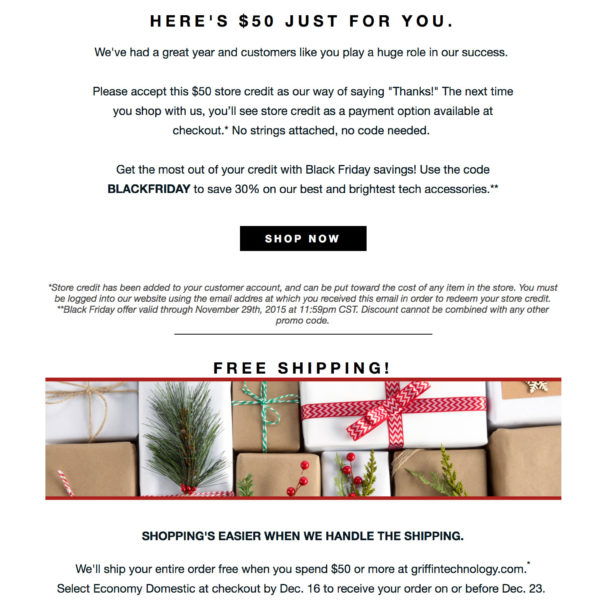 HERE'S $50 JUST FOR YOU.
We've had a great year and customers like you play a huge role in our success.
Please accept this $50 store credit as our way of saying "Thanks!" The next time
you shop with us, you'll see store credit as a payment option available at
checkout.* No strings attached, no code needed.
Get the most out of your credit with Black Friday savings! Use the code
BLACKFRIDAY to save 30% on our best and brightest tech accessories.**
SHOP NOW
*Store credit has been added to your customer account, and can be put toward the cost of any item in the store. You must
be logged into our website using the email addres at which you received this email in order to redeem your store credit.
**Black Friday offer valid through November 29th, 2015 at 11:59pm CST. Discount cannot be combined with any other
promo code.
FREE SHIPPING!
SHOPPING'S EASIER WHEN WE HANDLE THE SHIPPING.
We'll ship your entire order free when you spend $50 or more at griffintechnology.com.*
Select Economy Domestic at checkout by Dec. 16 to receive your order on or before Dec. 23.